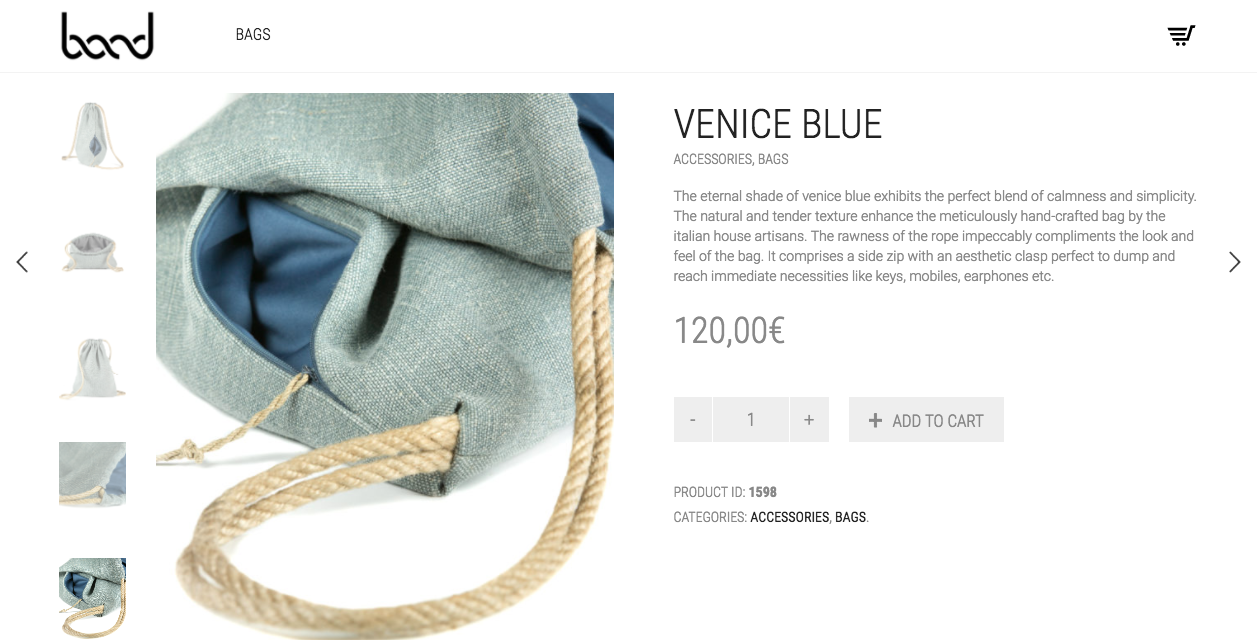 bond
BAGS
VENICE BLUE
ACCESSORIES, BAGS
The eternal shade of venice blue exhibits the perfect blend of calmness and simplicity.
The natural and tender texture enhance the meticulously hand-crafted bag by the
italian house artisans. The rawness of the rope impeccably compliments the look and
feel of the bag. It comprises a side zip with an aesthetic clasp perfect to dump and
reach immediate necessities like keys, mobiles, earphones etc.
120,00€
- 1 + + ADD TO CART
PRODUCT ID: 1598
CATEGORIES: ACCESSORIES, BAGS.